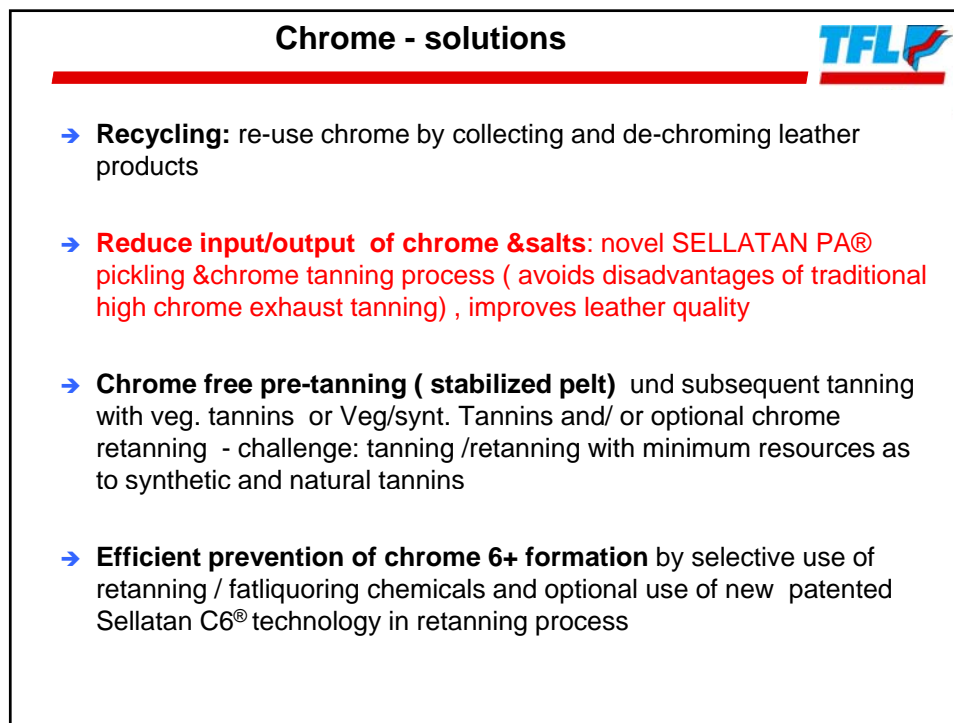 Chrome - solutions
TFL
➔ Recycling: re-use chrome by collecting and de-chroming leather
products
➔ Reduce input/output of chrome &salts: novel SELLATAN PA®
pickling &chrome tanning process ( avoids disadvantages of traditional
high chrome exhaust tanning) , improves leather quality
➔ Chrome free pre-tanning ( stabilized pelt) und subsequent tanning
with veg. tannins or Veg/synt. Tannins and/ or optional chrome
retanning - challenge: tanning /retanning with minimum resources as
to synthetic and natural tannins
➔ Efficient prevention of chrome 6+ formation by selective use of
retanning / fatliquoring chemicals and optional use of new patented
Sellatan C6® technology in retanning process